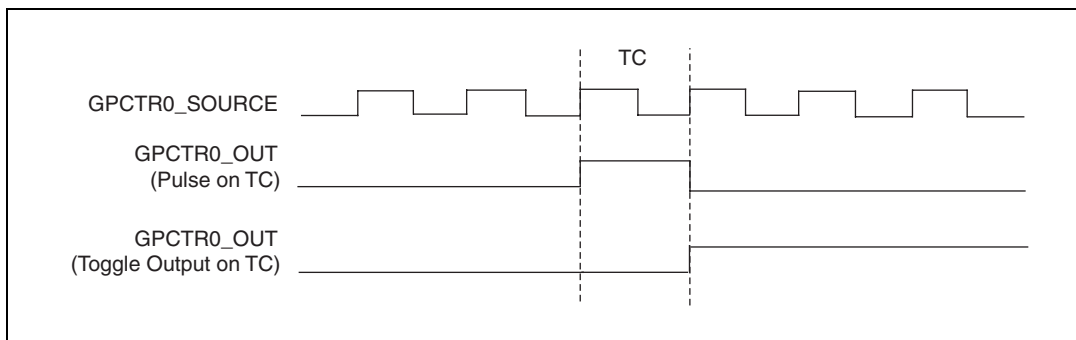 TC
GPCTR0_SOURCE
GPCTR0_OUT
(Pulse on TC)
GPCTR0_OUT
(Toggle Output on TC)